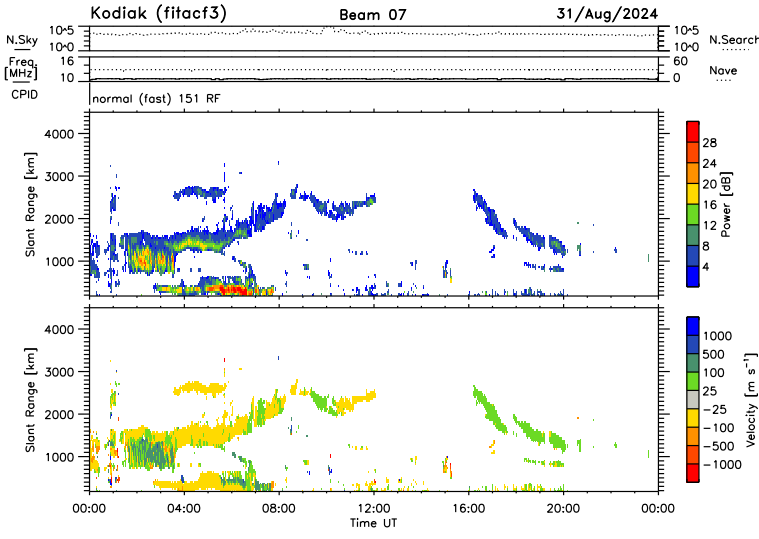 Kodiak (fitacf3) Beam 07 31/Aug/2024
N.Sky 10^5 10^0 10^5 10^0 N.Search
Freq. [MHz] 16 10 60 0 Nave
CPID normal (fast) 151 RF
Slant Range [km] 4000 3000 2000 1000
Power [dB] 28 24 20 16 12 8 4
Slant Range [km] 4000 3000 2000 1000
Velocity [m s⁻¹] 1000 500 100 25 −25 −100 −500 −1000
00:00 04:00 08:00 12:00 16:00 20:00 00:00
Time UT